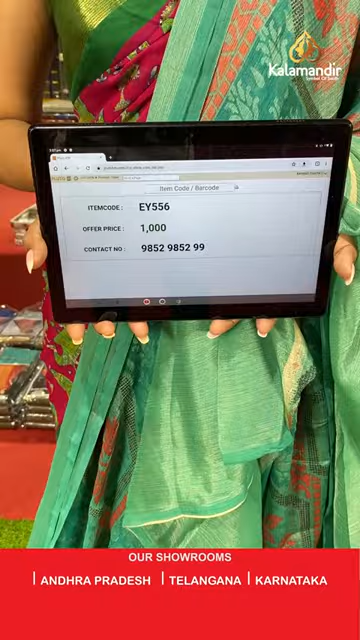 Kalamandir
Item Code / Barcode
ITEMCODE : EY556
OFFER PRICE : 1,000
CONTACT NO : 9852 9852 99
OUR SHOWROOMS
| ANDHRA PRADESH | TELANGANA | KARNATAKA